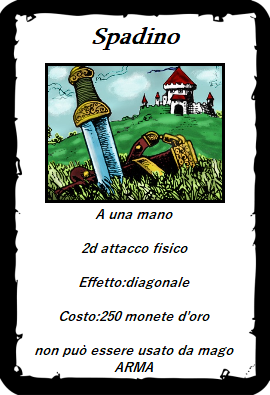 Spadino
A una mano
2d attacco fisico
Effetto:diagonale
Costo:250 monete d'oro
non può essere usato da mago
ARMA